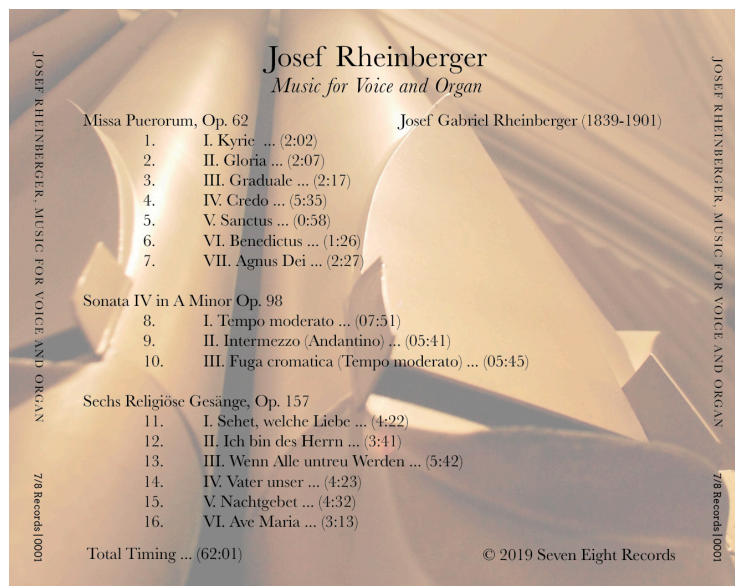 Josef Rheinberger
Music for Voice and Organ
Missa Puerorum, Op. 62
Josef Gabriel Rheinberger (1839-1901)
1. I. Kyrie ... (2:02)
2. II. Gloria ... (2:07)
3. III. Graduale ... (2:17)
4. IV. Credo ... (5:35)
5. V. Sanctus ... (0:58)
6. VI. Benedictus ... (1:26)
7. VII. Agnus Dei ... (2:27)
Sonata IV in A Minor Op. 98
8. I. Tempo moderato ... (07:51)
9. II. Intermezzo (Andantino) ... (05:41)
10. III. Fuga cromatica (Tempo moderato) ... (05:45)
Sechs Religiöse Gesänge, Op. 157
11. I. Sehet, welche Liebe ... (4:22)
12. II. Ich bin des Herrn ... (3:41)
13. III. Wenn Alle untreu Werden ... (5:42)
14. IV. Vater unser ... (4:23)
15. V. Nachtgebet ... (4:32)
16. VI. Ave Maria ... (3:13)
Total Timing ... (62:01)
© 2019 Seven Eight Records
JOSEF RHEINBERGER, MUSIC FOR VOICE AND ORGAN
7/8 Records|0001
JOSEF RHEINBERGER, MUSIC FOR VOICE AND ORGAN
7/8 Records|0001